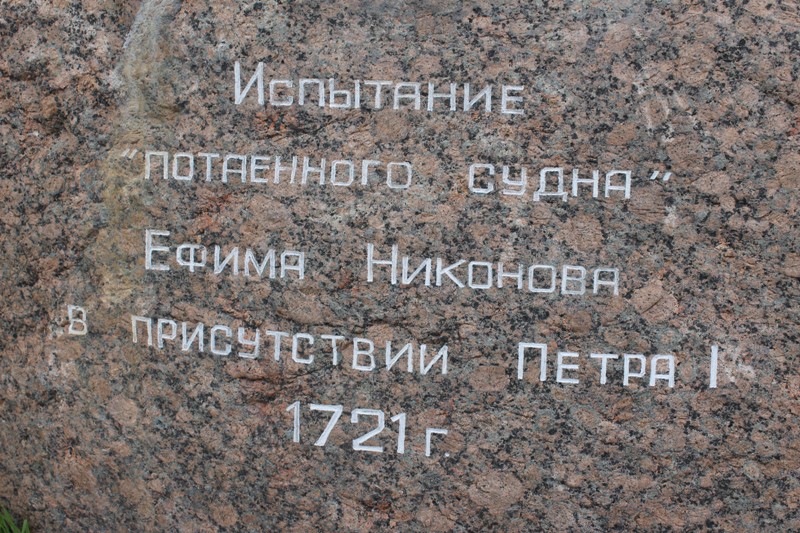 Испытание
"потаенного судна"
Ефима Никонова
в присутствии Петра I
1721 г.